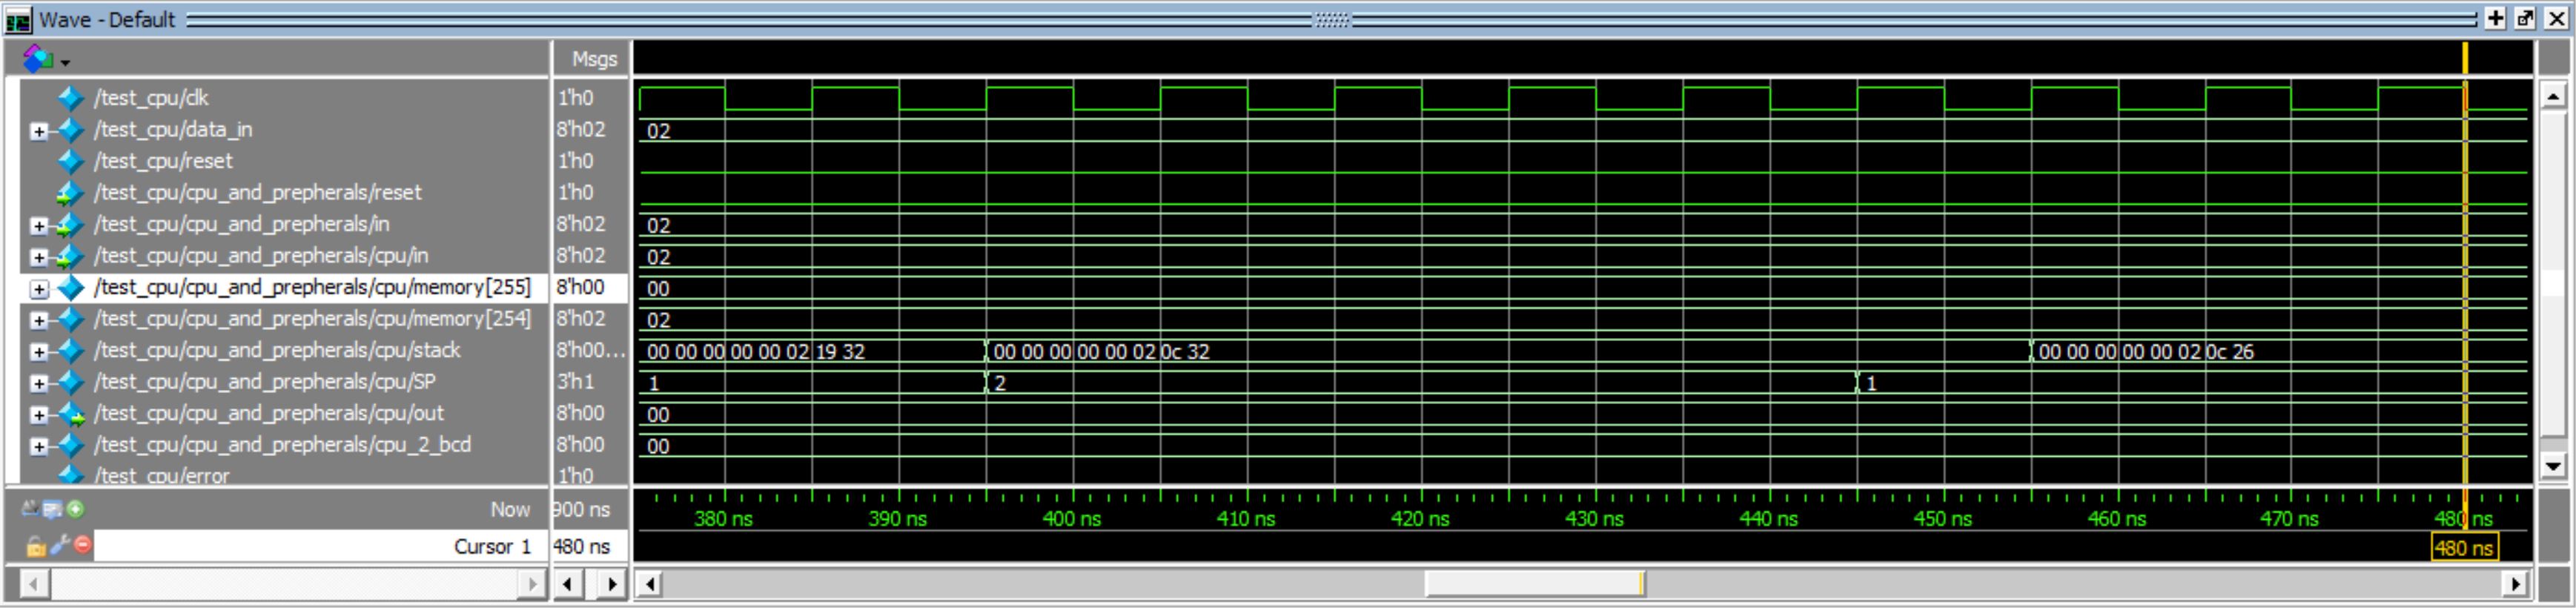 Wave - Default
Msgs
/test_cpu/clk 1'h0
/test_cpu/data_in 8'h02 02
/test_cpu/reset 1'h0
/test_cpu/cpu_and_prepherals/reset 1'h0
/test_cpu/cpu_and_prepherals/in 8'h02 02
/test_cpu/cpu_and_prepherals/cpu/in 8'h02 02
/test_cpu/cpu_and_prepherals/cpu/memory[255] 8'h00 00
/test_cpu/cpu_and_prepherals/cpu/memory[254] 8'h02 02
/test_cpu/cpu_and_prepherals/cpu/stack 8'h00... 00 00 00 00 00 02 19 32 00 00 00 00 00 02 0c 32 00 00 00 00 00 02 0c 26
/test_cpu/cpu_and_prepherals/cpu/SP 3'h1 1 2 1
/test_cpu/cpu_and_prepherals/cpu/out 8'h00 00
/test_cpu/cpu_and_prepherals/cpu_2_bcd 8'h00 00
/test_cpu/error 1'h0
Now 900 ns 380 ns 390 ns 400 ns 410 ns 420 ns 430 ns 440 ns 450 ns 460 ns 470 ns 480 ns
Cursor 1 480 ns 480 ns